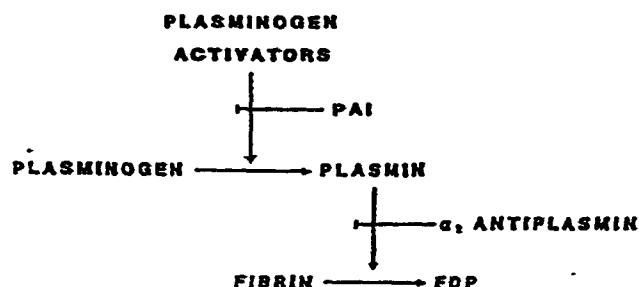 PLASMINOGEN
ACTIVATORS
PAI
PLASMINOGEN PLASMIN
α₂ ANTIPLASMIN
FIBRIN FDP